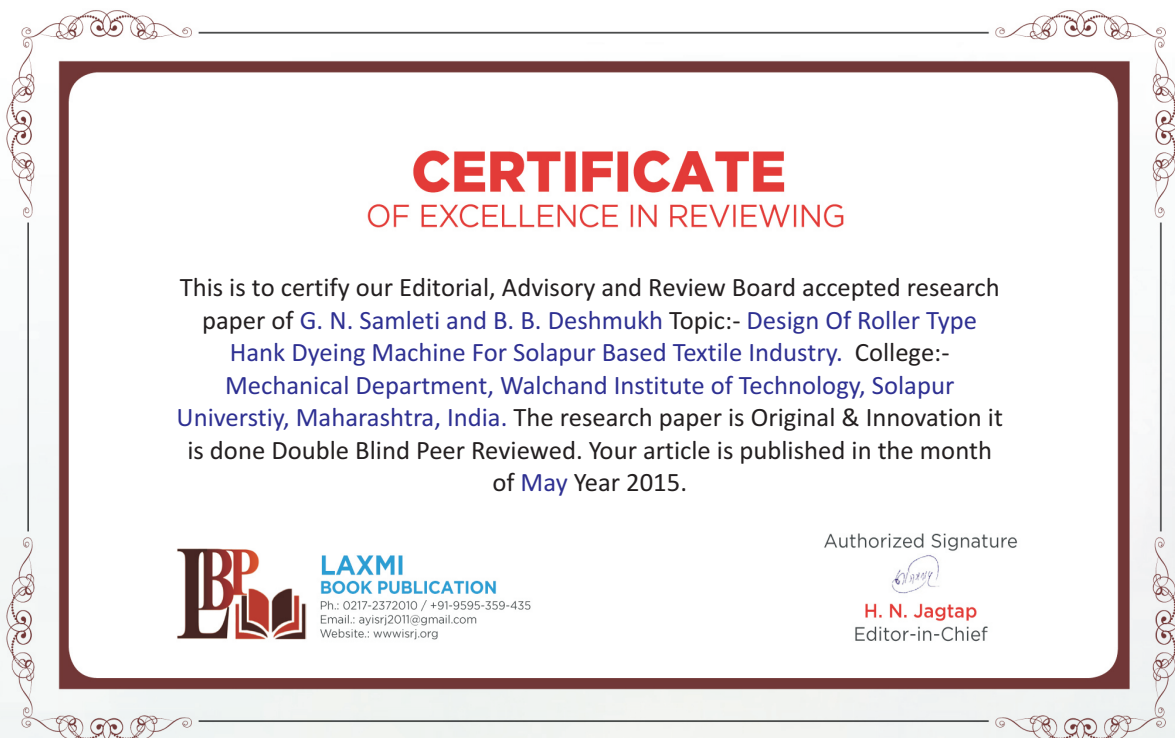 CERTIFICATE
OF EXCELLENCE IN REVIEWING
This is to certify our Editorial, Advisory and Review Board accepted research
paper of G. N. Samleti and B. B. Deshmukh Topic:- Design Of Roller Type
Hank Dyeing Machine For Solapur Based Textile Industry. College:-
Mechanical Department, Walchand Institute of Technology, Solapur
Universtiy, Maharashtra, India. The research paper is Original & Innovation it
is done Double Blind Peer Reviewed. Your article is published in the month
of May Year 2015.
LBP
LAXMI
BOOK PUBLICATION
Ph.: 0217-2372010 / +91-9595-359-435
Email.: ayisrj2011@gmail.com
Website.: wwwisrj.org
Authorized Signature
H. N. Jagtap
Editor-in-Chief